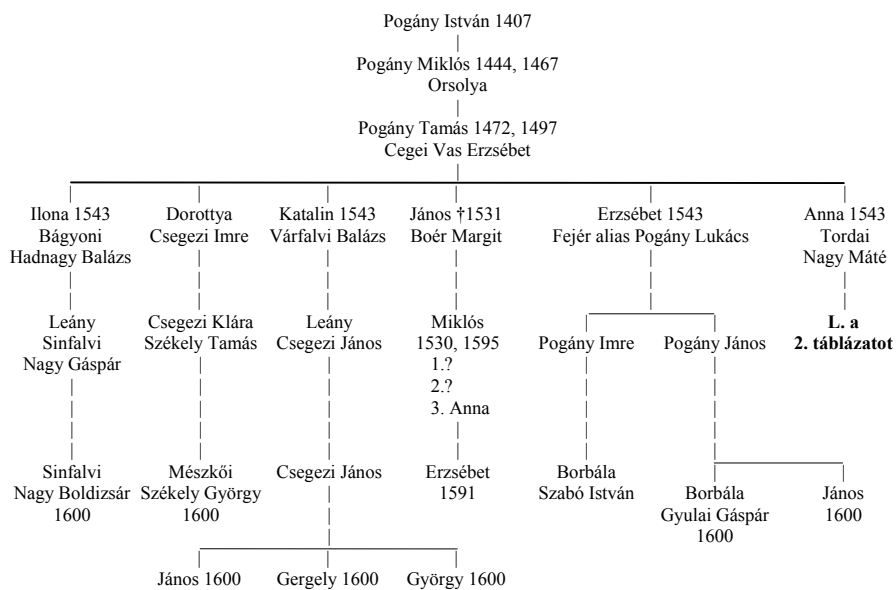 Pogány István 1407
Pogány Miklós 1444, 1467
Orsolya
Pogány Tamás 1472, 1497
Cegei Vas Erzsébet
Ilona 1543
Bágyoni
Hadnagy Balázs
Dorottya
Csegezi Imre
Katalin 1543
Várfalvi Balázs
János †1531
Boér Margit
Erzsébet 1543
Fejér alias Pogány Lukács
Anna 1543
Tordai
Nagy Máté
Leány
Sinfalvi
Nagy Gáspár
Csegezi Klára
Székely Tamás
Leány
Csegezi János
Miklós
1530, 1595
1.?
2.?
3. Anna
Pogány Imre
Pogány János
L. a
2. táblázatot
Sinfalvi
Nagy Boldizsár
1600
Mészkői
Székely György
1600
Csegezi János
Erzsébet
1591
Borbála
Szabó István
Borbála
Gyulai Gáspár
1600
János
1600
János 1600
Gergely 1600
György 1600